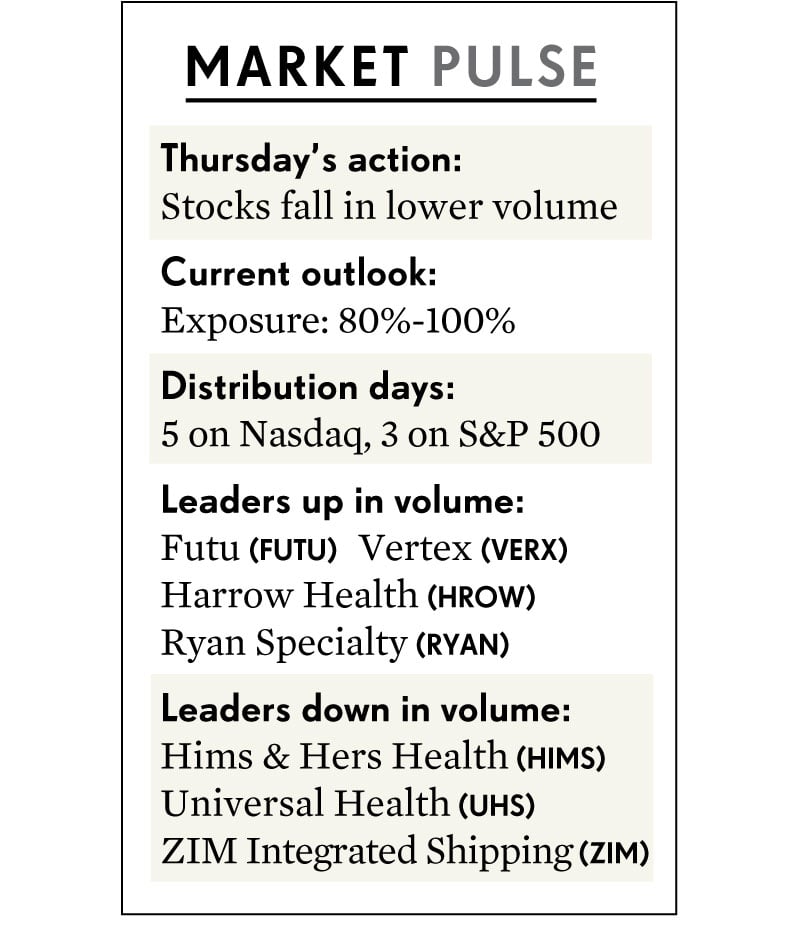 MARKET PULSE
Thursday's action:
Stocks fall in lower volume
Current outlook:
Exposure: 80%-100%
Distribution days:
5 on Nasdaq, 3 on S&P 500
Leaders up in volume:
Futu (FUTU) Vertex (VERX)
Harrow Health (HROW)
Ryan Specialty (RYAN)
Leaders down in volume:
Hims & Hers Health (HIMS)
Universal Health (UHS)
ZIM Integrated Shipping (ZIM)